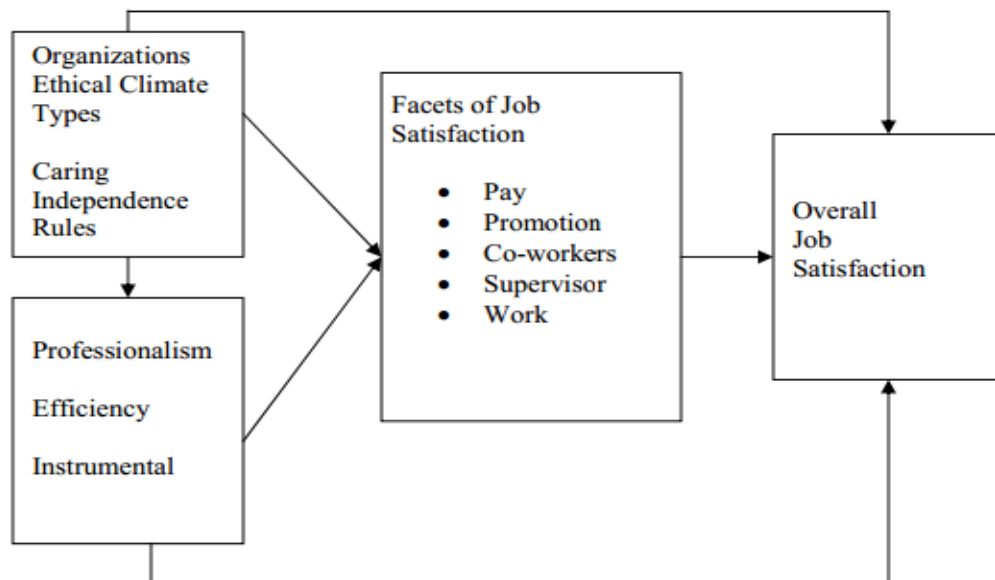 Organizations
Ethical Climate
Types
Caring
Independence
Rules
Professionalism
Efficiency
Instrumental
Facets of Job
Satisfaction
• Pay
• Promotion
• Co-workers
• Supervisor
• Work
Overall
Job
Satisfaction